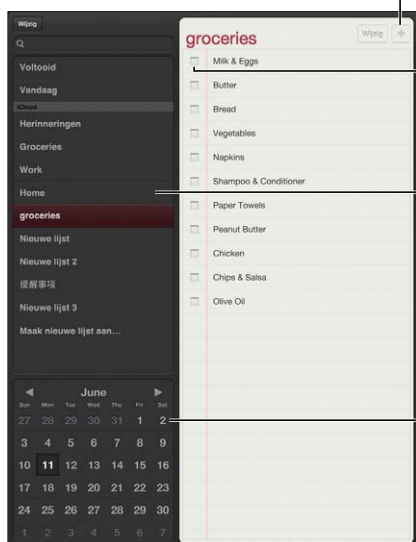 Wijzig
Voltooid
Vandaag
iCloud
Herinneringen
Groceries
Work
Home
groceries
Nieuwe lijst
Nieuwe lijst 2
提醒事项
Nieuwe lijst 3
Maak nieuwe lijst aan...
June
Sun Mon Tue Wed Thu Fri Sat
27 28 29 30 31 1 2
3 4 5 6 7 8 9
10 11 12 13 14 15 16
17 18 19 20 21 22 23
24 25 26 27 28 29 30
1 2 3 4 5 6 7
groceries
Wijzig +
Milk & Eggs
Butter
Bread
Vegetables
Napkins
Shampoo & Conditioner
Paper Towels
Peanut Butter
Chicken
Chips & Salsa
Olive Oil